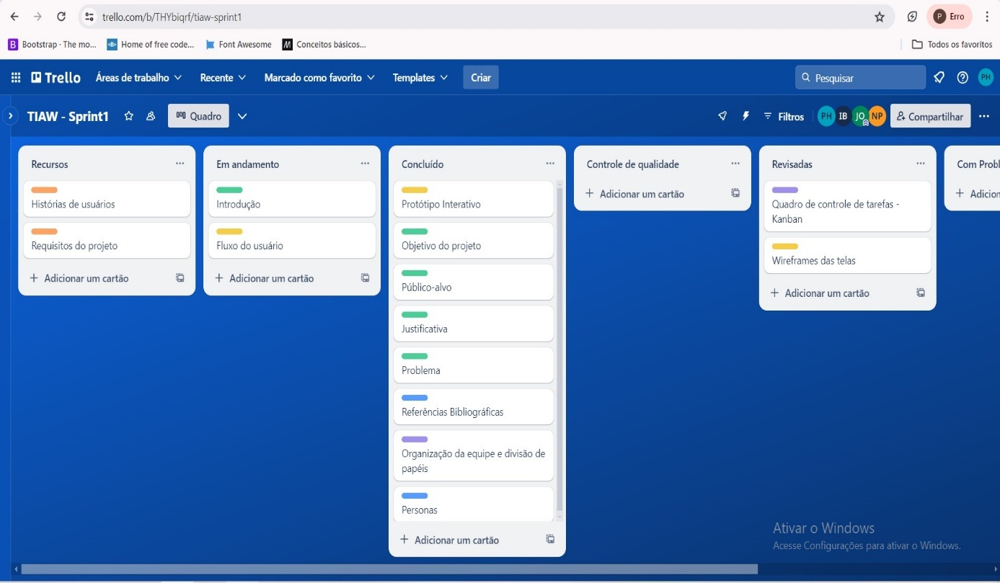 trello.com/b/THYbiqrf/tiaw-sprint1
P Erro
B Bootstrap · The mo... Home of free code... Font Awesome Conceitos básicos... Todos os favoritos
Trello Áreas de trabalho Recente Marcado como favorito Templates Criar Pesquisar PH
TIAW - Sprint1 Quadro Filtros PH IB JO NP Compartilhar
Recursos
Histórias de usuários
Requisitos do projeto
+ Adicionar um cartão
Em andamento
Introdução
Fluxo do usuário
+ Adicionar um cartão
Concluído
Protótipo Interativo
Objetivo do projeto
Público-alvo
Justificativa
Problema
Referências Bibliográficas
Organização da equipe e divisão de
papéis
Personas
+ Adicionar um cartão
Controle de qualidade
+ Adicionar um cartão
Revisadas
Quadro de controle de tarefas -
Kanban
Wireframes das telas
+ Adicionar um cartão
Com Probl
+ Adicion
Ativar o Windows
Acesse Configurações para ativar o Windows.